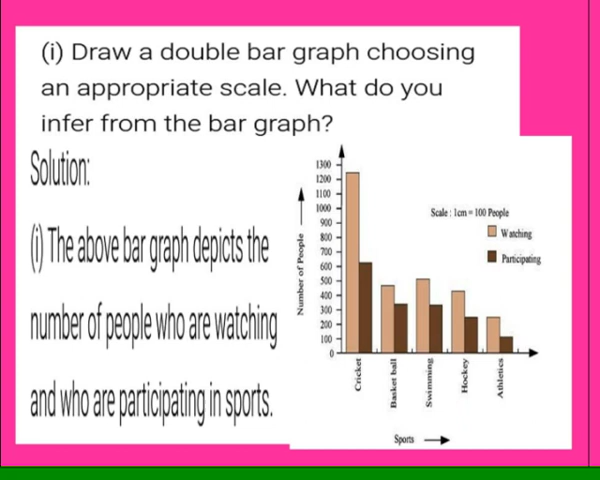 (i) Draw a double bar graph choosing
an appropriate scale. What do you
infer from the bar graph?
Solution:
(i) The above bar graph depicts the
number of people who are watching
and who are participating in sports.
1300
1200
1100
1000
900
800
700
600
500
400
300
200
100
0
Number of People
Scale : 1cm = 100 People
Watching
Participating
Cricket
Basket ball
Swimming
Hockey
Athletics
Sports